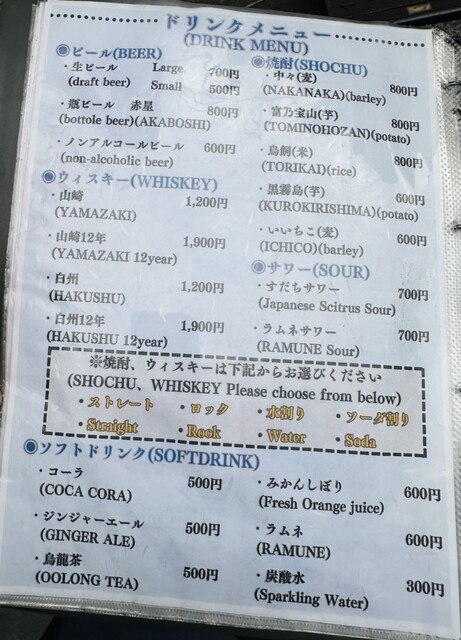 ドリンクメニュー
(DRINK MENU)
ビール(BEER)
・生ビール Large 700円
(draft beer) Small 500円
・瓶ビール 赤星 800円
(bottole beer)(AKABOSHI)
・ノンアルコールビール 600円
(non-alcoholic beer)
ウィスキー(WHISKEY)
・山崎 1,200円
(YAMAZAKI)
・山崎12年 1,900円
(YAMAZAKI 12year)
・白州 1,200円
(HAKUSHU)
・白州12年 1,900円
(HAKUSHU 12year)
焼酎(SHOCHU)
・中々(麦) 800円
(NAKANAKA)(barley)
・富乃宝山(芋) 800円
(TOMINOHOZAN)(potato)
・鳥飼(米) 800円
(TORIKAI)(rice)
・黒霧島(芋) 600円
(KUROKIRISHIMA)(potato)
・いいちこ(麦) 600円
(ICHICO)(barley)
サワー(SOUR)
・すだちサワー 700円
(Japanese Scitrus Sour)
・ラムネサワー 700円
(RAMUNE Sour)
※焼酎、ウィスキーは下記からお選びください
(SHOCHU、WHISKEY Please choose from below)
・ストレート ・ロック ・水割り ・ソーダ割り
・Straight ・Rook ・Water ・Soda
ソフトドリンク(SOFTDRINK)
・コーラ 500円
(COCA CORA)
・ジンジャーエール 500円
(GINGER ALE)
・烏龍茶 500円
(OOLONG TEA)
・みかんしぼり 600円
(Fresh Orange juice)
・ラムネ 600円
(RAMUNE)
・炭酸水 300円
(Sparkling Water)